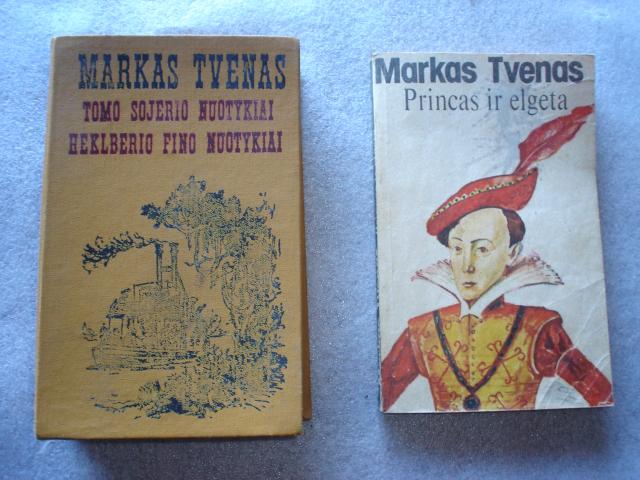 MARKAS TVENAS
TOMO SOJERIO NUOTYKIAI
HEKLBERIO FINO NUOTYKIAI
Markas Tvenas
Princas ir elgeta